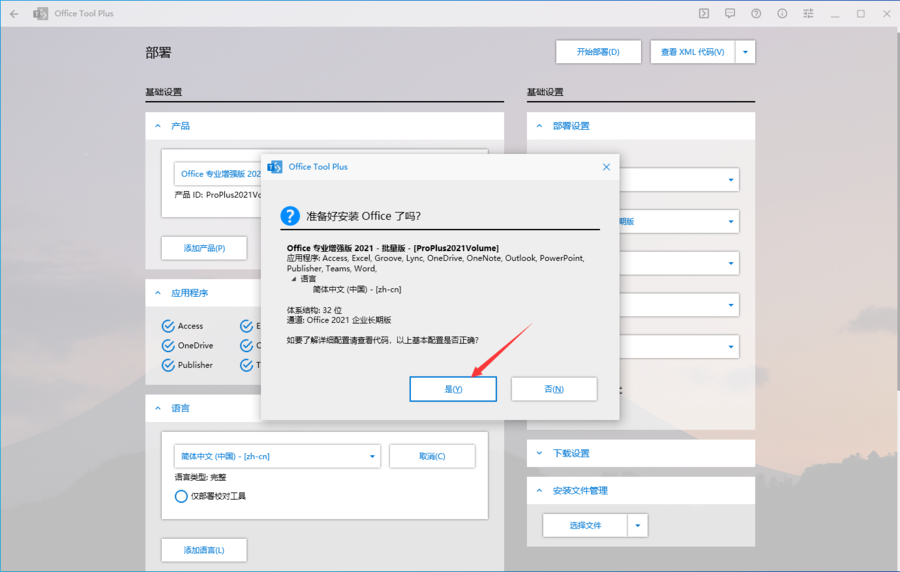 Office Tool Plus
部署
开始部署(D)
查看 XML 代码(V)
基础设置
基础设置
产品
部署设置
Office 专业增强版 202
产品 ID: ProPlus2021Vo
添加产品(P)
期版
应用程序
Access
OneDrive
Publisher
Office Tool Plus
准备好安装 Office 了吗?
Office 专业增强版 2021 - 批量版 - [ProPlus2021Volume]
应用程序: Access, Excel, Groove, Lync, OneDrive, OneNote, Outlook, PowerPoint,
Publisher, Teams, Word,
语言
简体中文 (中国) - [zh-cn]
体系结构: 32 位
通道: Office 2021 企业长期版
如要了解详细配置请查看代码，以上基本配置是否正确?
是(Y)
否(N)
语言
简体中文 (中国) - [zh-cn]
取消(C)
语言类型: 完整
仅部署校对工具
添加语言(L)
下载设置
安装文件管理
选择文件